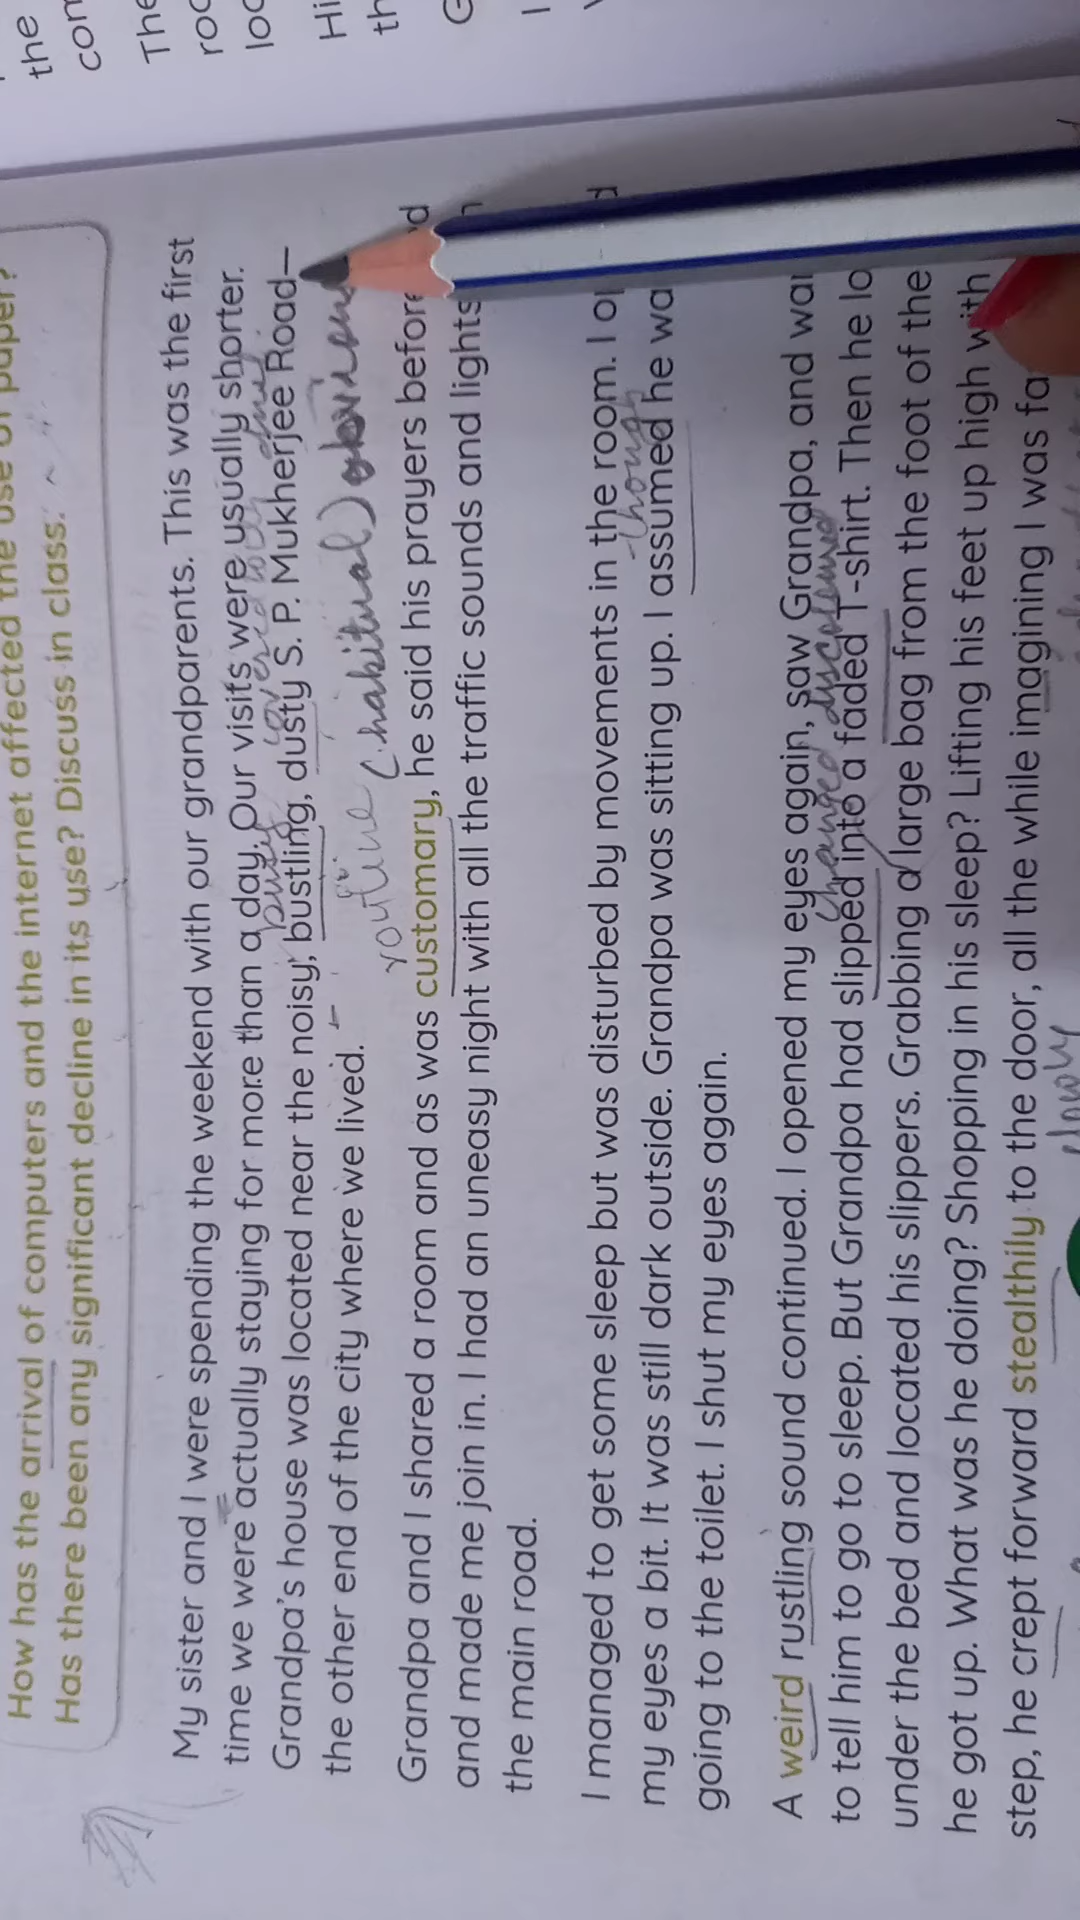 the
com
The
roo
loc
Hi
th
G
How has the arrival of computers and the internet affected the use of paper?
Has there been any significant decline in its use? Discuss in class.
My sister and I were spending the weekend with our grandparents. This was the first
time we were actually staying for more than a day. Our visits were usually shorter.
busy covered
Grandpa's house was located near the noisy, bustling, dusty S. P. Mukherjee Road—
the other end of the city where we lived.
routine (habitual)
Grandpa and I shared a room and as was customary, he said his prayers before
and made me join in. I had an uneasy night with all the traffic sounds and lights
the main road.
I managed to get some sleep but was disturbed by movements in the room. I
though
my eyes a bit. It was still dark outside. Grandpa was sitting up. I assumed he wa
going to the toilet. I shut my eyes again.
A weird rustling sound continued. I opened my eyes again, saw Grandpa, and wa
changed
to tell him to go to sleep. But Grandpa had slipped into a faded T-shirt. Then he lo
under the bed and located his slippers. Grabbing a large bag from the foot of the
he got up. What was he doing? Shopping in his sleep? Lifting his feet up high with
step, he crept forward stealthily to the door, all the while imagining I was fa
slowly